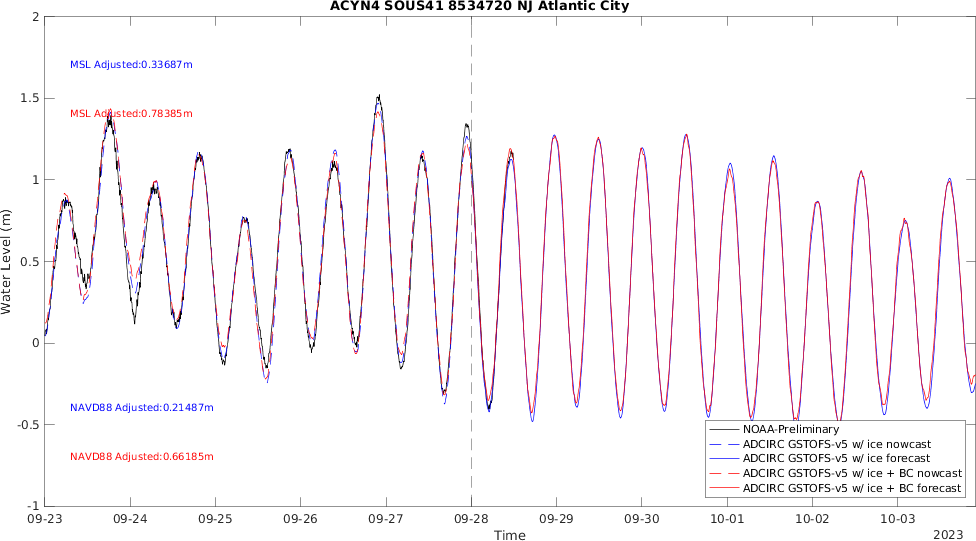 ACYN4 SOUS41 8534720 NJ Atlantic City
2
1.5
1
0.5
0
-0.5
-1
Water Level (m)
MSL Adjusted:0.33687m
MSL Adjusted:0.78385m
NAVD88 Adjusted:0.21487m
NAVD88 Adjusted:0.66185m
NOAA-Preliminary
ADCIRC GSTOFS-v5 w/ ice nowcast
ADCIRC GSTOFS-v5 w/ ice forecast
ADCIRC GSTOFS-v5 w/ ice + BC nowcast
ADCIRC GSTOFS-v5 w/ ice + BC forecast
09-23 09-24 09-25 09-26 09-27 09-28 09-29 09-30 10-01 10-02 10-03
Time
2023